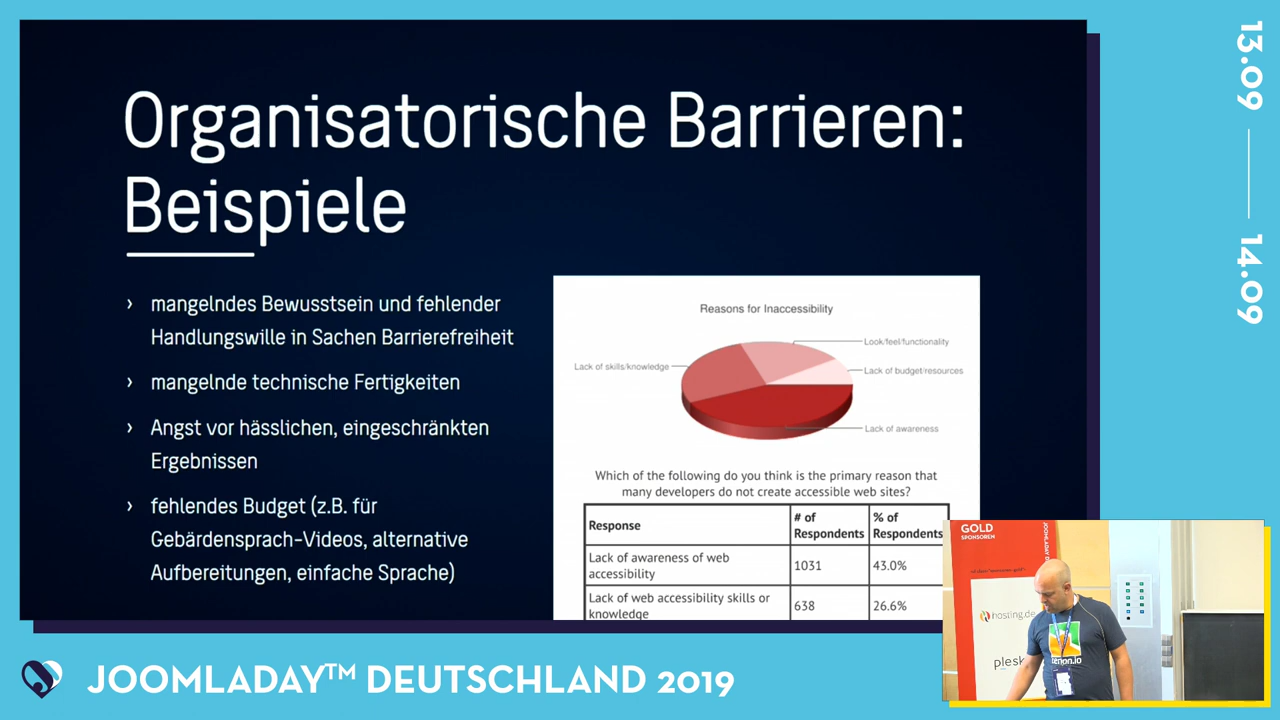 Organisatorische Barrieren:
Beispiele
› mangelndes Bewusstsein und fehlender
Handlungswille in Sachen Barrierefreiheit
› mangelnde technische Fertigkeiten
› Angst vor hässlichen, eingeschränkten
Ergebnissen
› fehlendes Budget (z.B. für
Gebärdensprach-Videos, alternative
Aufbereitungen, einfache Sprache)
Reasons for Inaccessibility
Look/feel/functionality
Lack of skills/knowledge
Lack of budget/resources
Lack of awareness
Which of the following do you think is the primary reason that
many developers do not create accessible web sites?
Response # of Respondents % of Respondents
Lack of awareness of web accessibility 1031 43.0%
Lack of web accessibility skills or knowledge 638 26.6%
13.09
14.09
GOLD
SPONSOREN
hosting.de
plesk
tenon.io
JOOMLADAY™ DEUTSCHLAND 2019